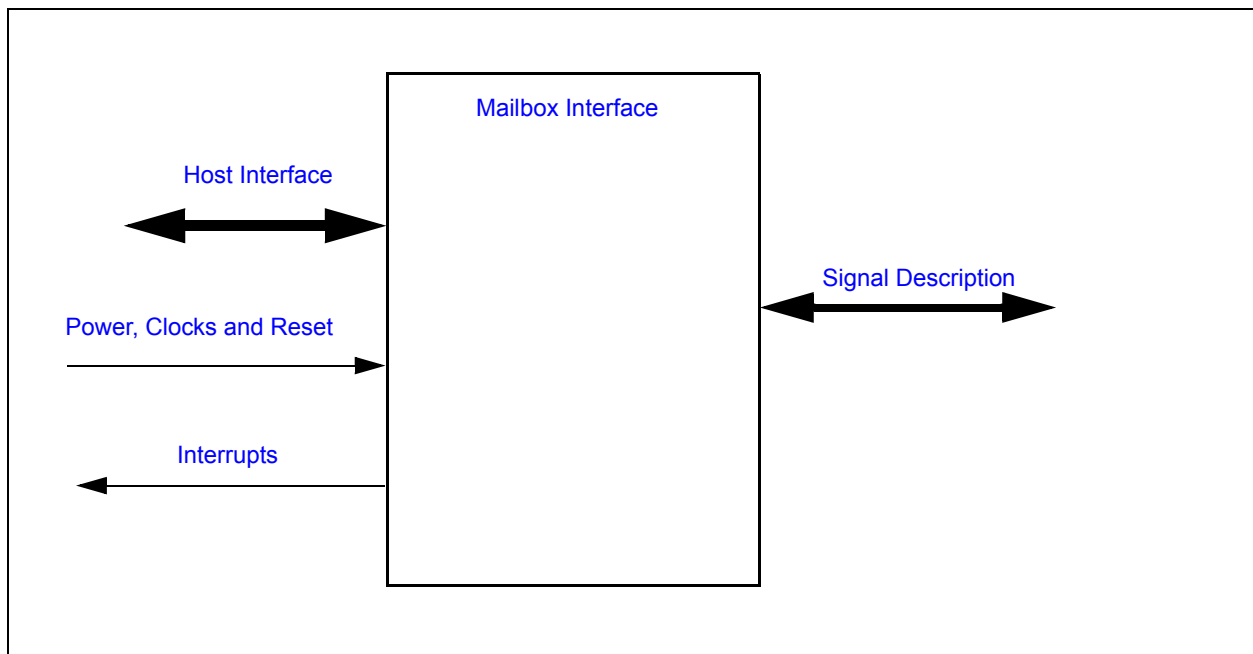 Mailbox Interface
Host Interface
Signal Description
Power, Clocks and Reset
Interrupts